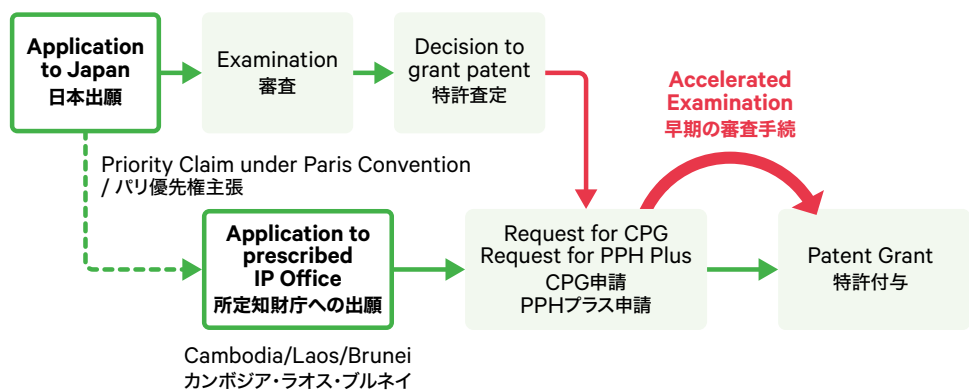 Application
to Japan
日本出願
Examination
審査
Decision to
grant patent
特許査定
Accelerated
Examination
早期の審査手続
Priority Claim under Paris Convention
/ パリ優先権主張
Application to
prescribed
IP Office
所定知財庁への出願
Request for CPG
Request for PPH Plus
CPG申請
PPHプラス申請
Patent Grant
特許付与
Cambodia/Laos/Brunei
カンボジア・ラオス・ブルネイ